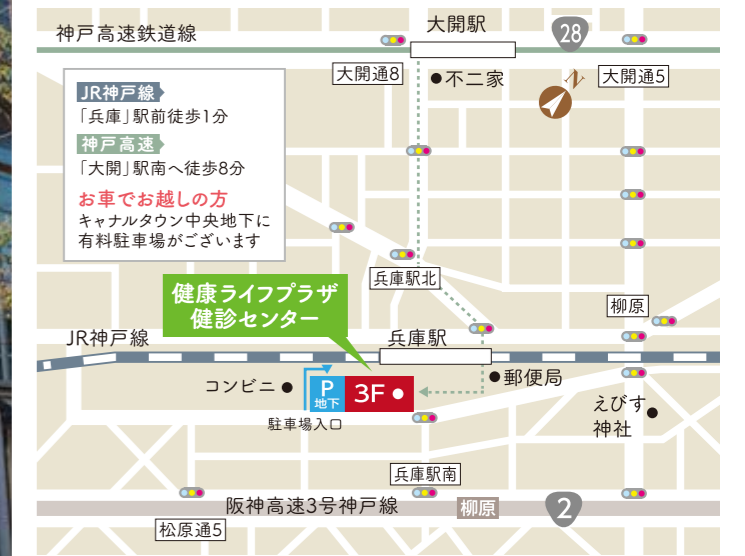 神戸高速鉄道線
大開駅
28
大開通8
不二家
N
大開通5
JR神戸線
「兵庫」駅前徒歩1分
神戸高速
「大開」駅南へ徒歩8分
お車でお越しの方
キャナルタウン中央地下に
有料駐車場がございます
兵庫駅北
健康ライフプラザ
健診センター
柳原
JR神戸線
兵庫駅
コンビニ
P
地下
3F
郵便局
駐車場入口
えびす
神社
兵庫駅南
阪神高速3号神戸線
柳原
2
松原通5